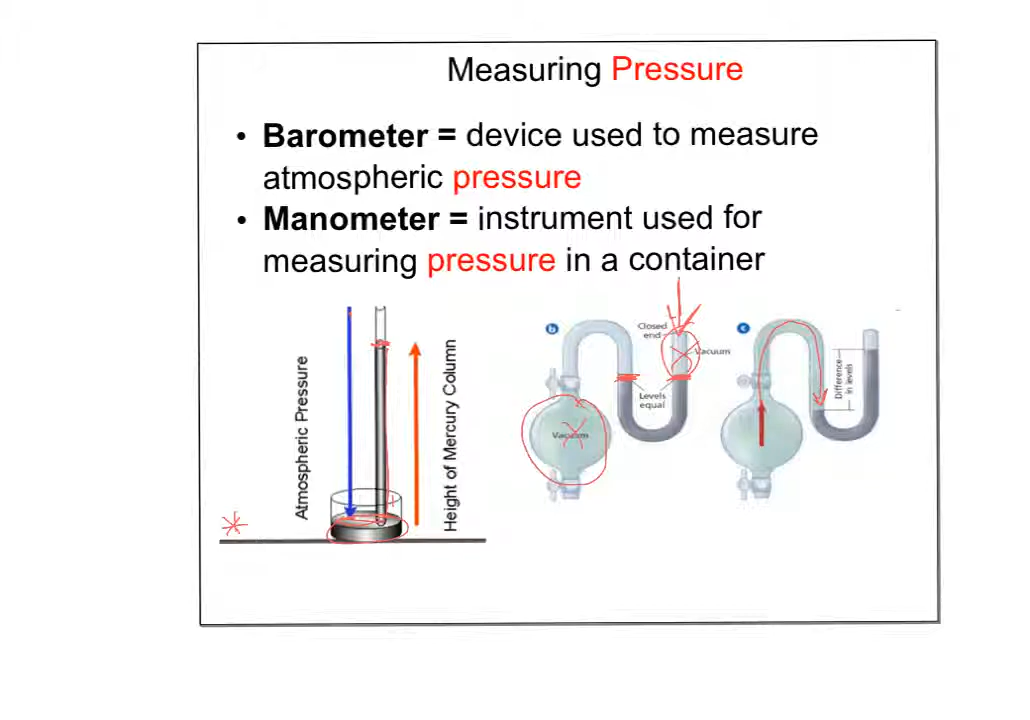 Measuring Pressure
• Barometer = device used to measure
atmospheric pressure
• Manometer = instrument used for
measuring pressure in a container
Atmospheric Pressure
Height of Mercury Column
b
Closed
end
Vacuum
Levels
equal
Vacuum
c
Difference
in levels